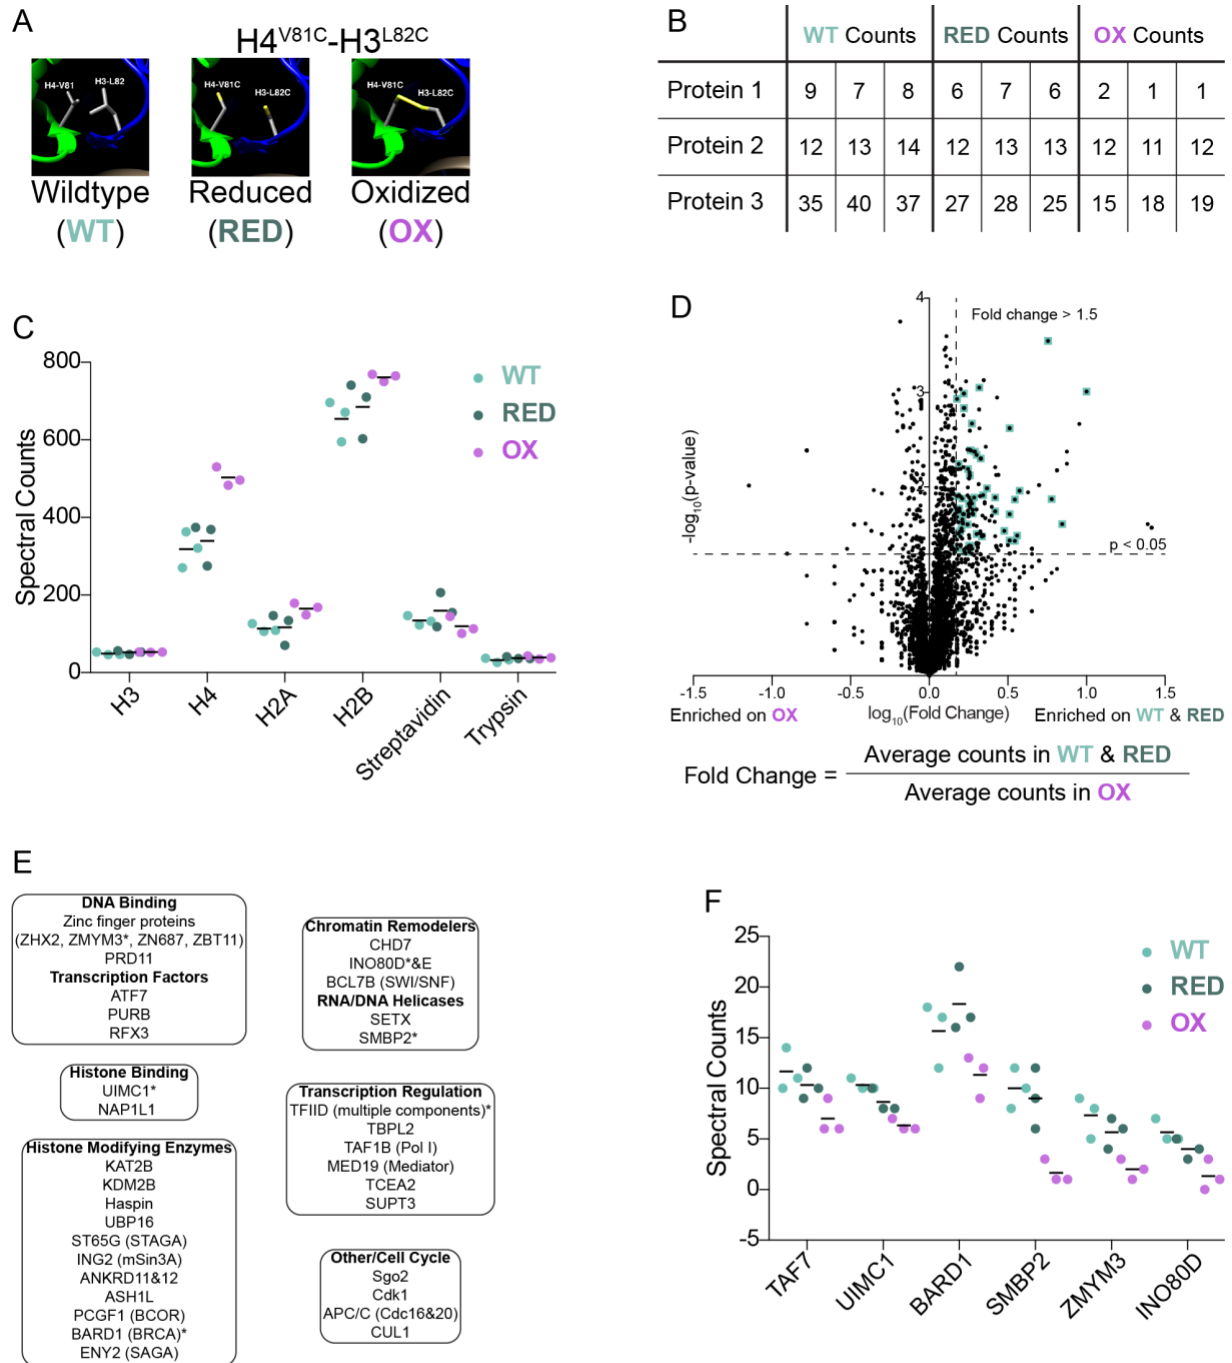 A
H4V81C-H3L82C
H4-V81
H3-L82
H4-V81C
H3-L82C
H4-V81C
H3-L82C
Wildtype
(WT)
Reduced
(RED)
Oxidized
(OX)
B
WT Counts RED Counts OX Counts
Protein 1 9 7 8 6 7 6 2 1 1
Protein 2 12 13 14 12 13 13 12 11 12
Protein 3 35 40 37 27 28 25 15 18 19
C
Spectral Counts
800
600
400
200
0
WT
RED
OX
H3
H4
H2A
H2B
Streptavidin
Trypsin
D
-log10(p-value)
4
3
Fold change > 1.5
p < 0.05
-1.5 -1.0 -0.5 0.0 0.5 1.0 1.5
Enriched on OX
log10(Fold Change)
Enriched on WT & RED
Fold Change =
Average counts in WT & RED
Average counts in OX
E
DNA Binding
Zinc finger proteins
(ZHX2, ZMYM3*, ZN687, ZBT11)
PRD11
Transcription Factors
ATF7
PURB
RFX3
Histone Binding
UIMC1*
NAP1L1
Histone Modifying Enzymes
KAT2B
KDM2B
Haspin
UBP16
ST65G (STAGA)
ING2 (mSin3A)
ANKRD11&12
ASH1L
PCGF1 (BCOR)
BARD1 (BRCA)*
ENY2 (SAGA)
Chromatin Remodelers
CHD7
INO80D*&E
BCL7B (SWI/SNF)
RNA/DNA Helicases
SETX
SMBP2*
Transcription Regulation
TFIID (multiple components)*
TBPL2
TAF1B (Pol I)
MED19 (Mediator)
TCEA2
SUPT3
Other/Cell Cycle
Sgo2
Cdk1
APC/C (Cdc16&20)
CUL1
F
Spectral Counts
25
20
15
10
5
0
-5
WT
RED
OX
TAF7
UIMC1
BARD1
SMBP2
ZMYM3
INO80D